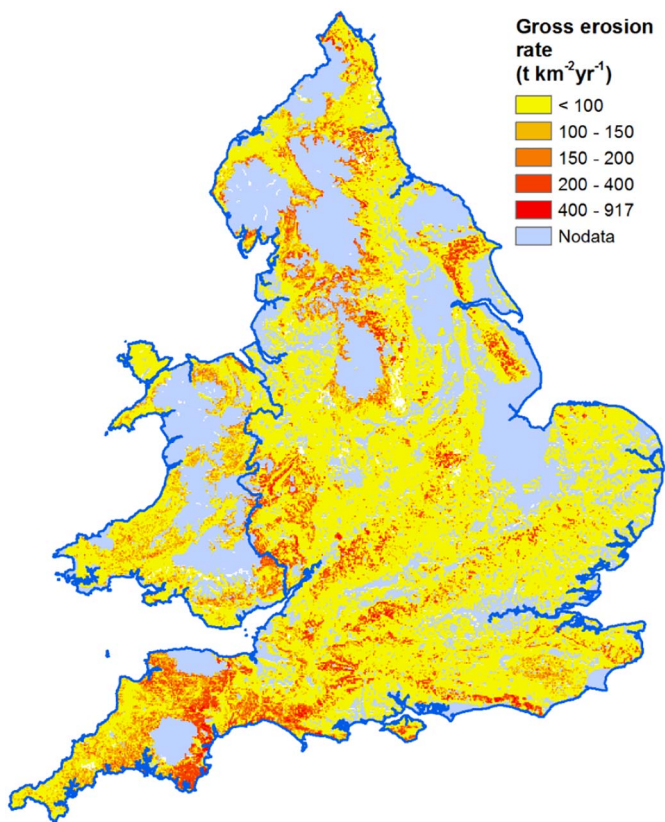 Gross erosion
rate
(t km⁻²yr⁻¹)
< 100
100 - 150
150 - 200
200 - 400
400 - 917
Nodata